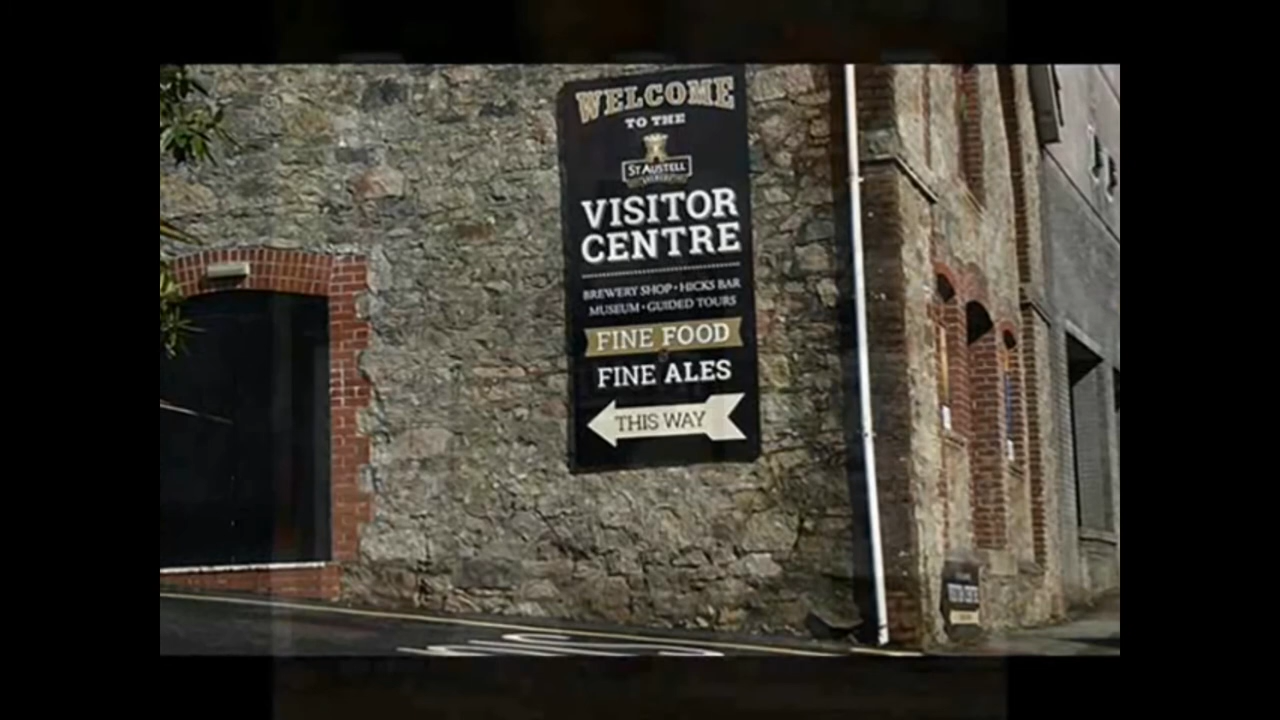 WELCOME
TO THE
ST AUSTELL
BREWERY
VISITOR
CENTRE
BREWERY SHOP • HICKS BAR
MUSEUM • GUIDED TOURS
FINE FOOD
FINE ALES
THIS WAY